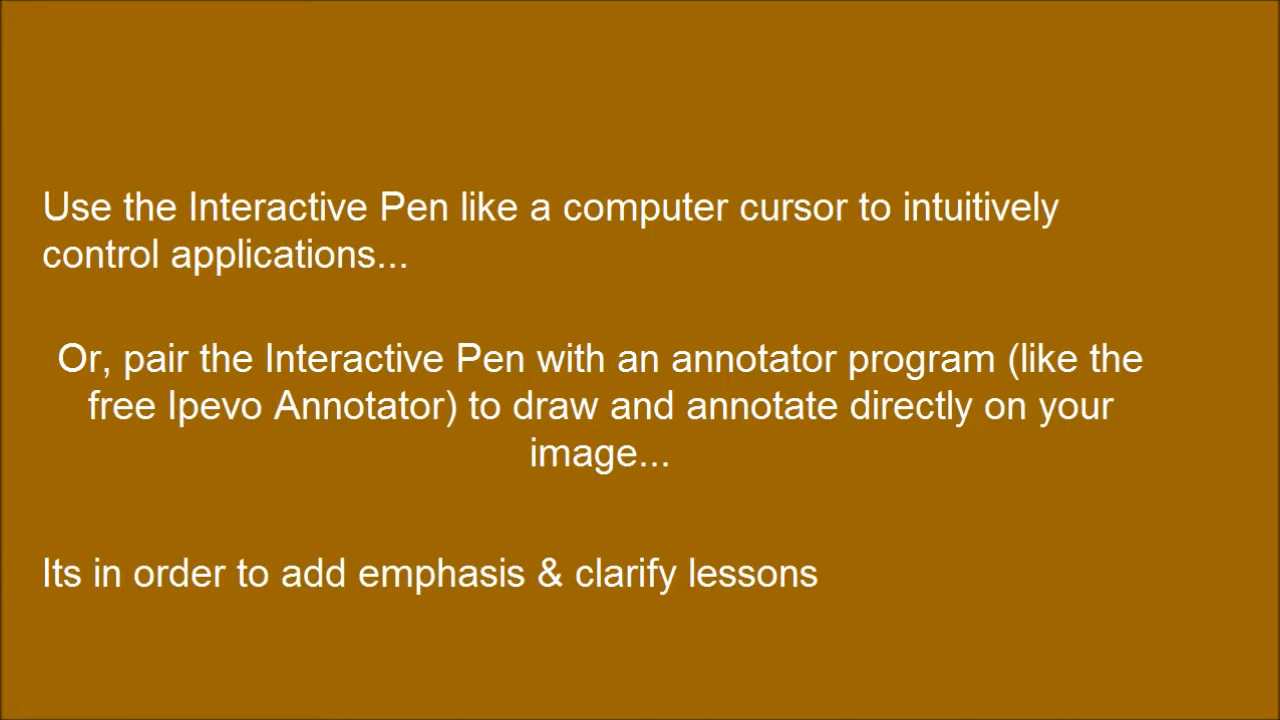 Use the Interactive Pen like a computer cursor to intuitively
control applications...
Or, pair the Interactive Pen with an annotator program (like the
free Ipevo Annotator) to draw and annotate directly on your
image...
Its in order to add emphasis & clarify lessons